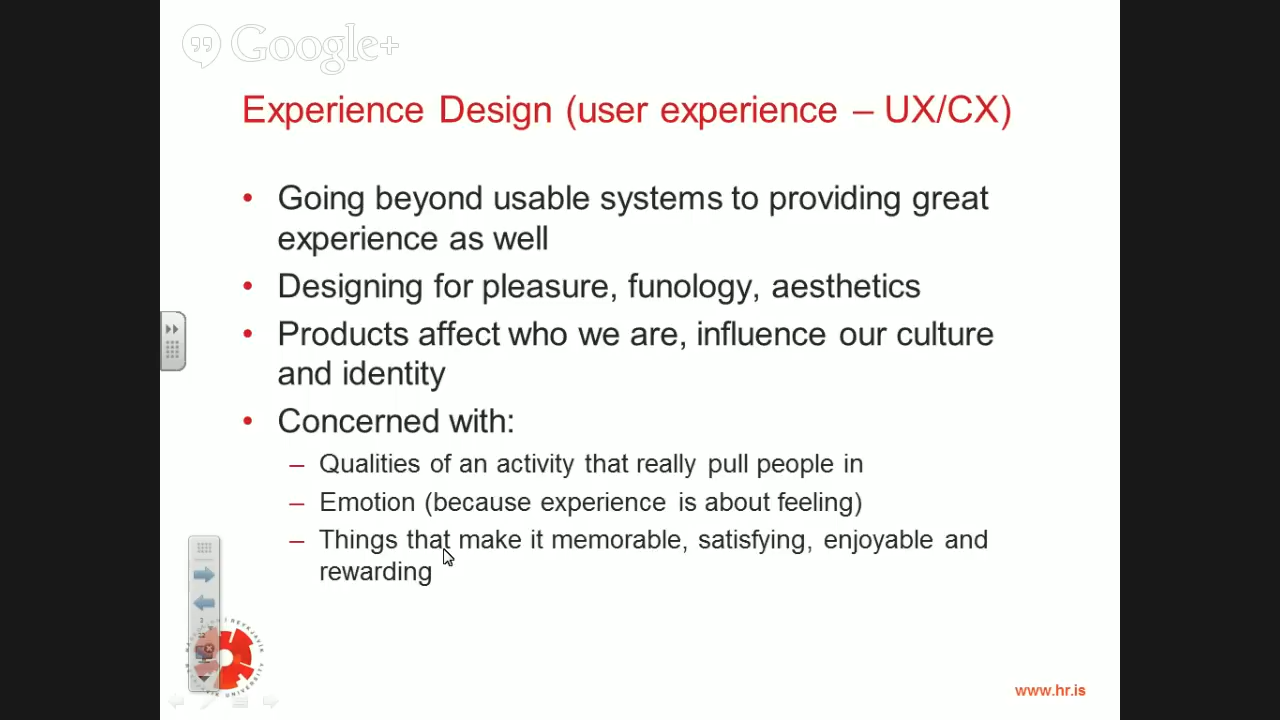 Google+
Experience Design (user experience – UX/CX)
• Going beyond usable systems to providing great
experience as well
• Designing for pleasure, funology, aesthetics
• Products affect who we are, influence our culture
and identity
• Concerned with:
– Qualities of an activity that really pull people in
– Emotion (because experience is about feeling)
– Things that make it memorable, satisfying, enjoyable and
rewarding
www.hr.is